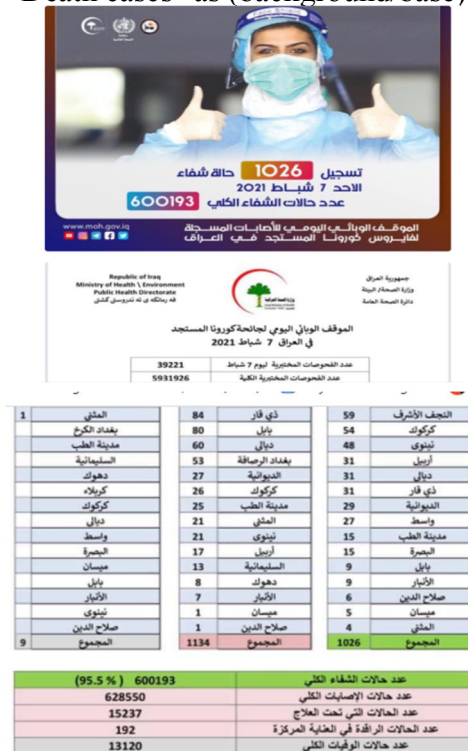 "Death cases" as (background/base)
تسجيل 1026 حالة شفاء
الاحد 7 شباط 2021
عدد حالات الشفاء الكلي 600193
الموقف الوبائي اليومي للأصابات المسجلة
لفايروس كورونا المستجد في العراق
www.moh.gov.iq
Republic of Iraq
Ministry of Health \ Environment
Public Health Directorate
جمهورية العراق
وزارة الصحة/ البيئة
دائرة الصحة العامة
الموقف الوبائي اليومي لجائحة كورونا المستجد
في العراق 7 شباط 2021
عدد الفحوصات المختبرية ليوم 7 شباط 39221
عدد الفحوصات المختبرية الكلية 5931926
النجف الأشرف 59 ذي قار 84 المثنى 1
كركوك 54 بابل 80 بغداد الكرخ
نينوى 48 ديالى 60 مدينة الطب
أربيل 31 بغداد الرصافة 53 السليمانية
ديالى 31 الديوانية 27 دهوك
ذي قار 31 كركوك 26 كربلاء
الديوانية 29 مدينة الطب 25 كركوك
واسط 27 المثنى 21 ديالى
مدينة الطب 15 نينوى 21 واسط
البصرة 15 أربيل 17 البصرة
بابل 9 السليمانية 13 ميسان
الأنبار 9 دهوك 8 بابل
صلاح الدين 6 الأنبار 7 الأنبار
ميسان 5 ميسان 1 نينوى
المثنى 4 صلاح الدين 1 صلاح الدين
المجموع 1026 المجموع 1134 المجموع 9
عدد حالات الشفاء الكلي 600193 (95.5 %)
عدد حالات الإصابات الكلي 628550
عدد الحالات التي تحت العلاج 15237
عدد الحالات الراقدة في العناية المركزة 192
عدد حالات الوفيات الكلي 13120